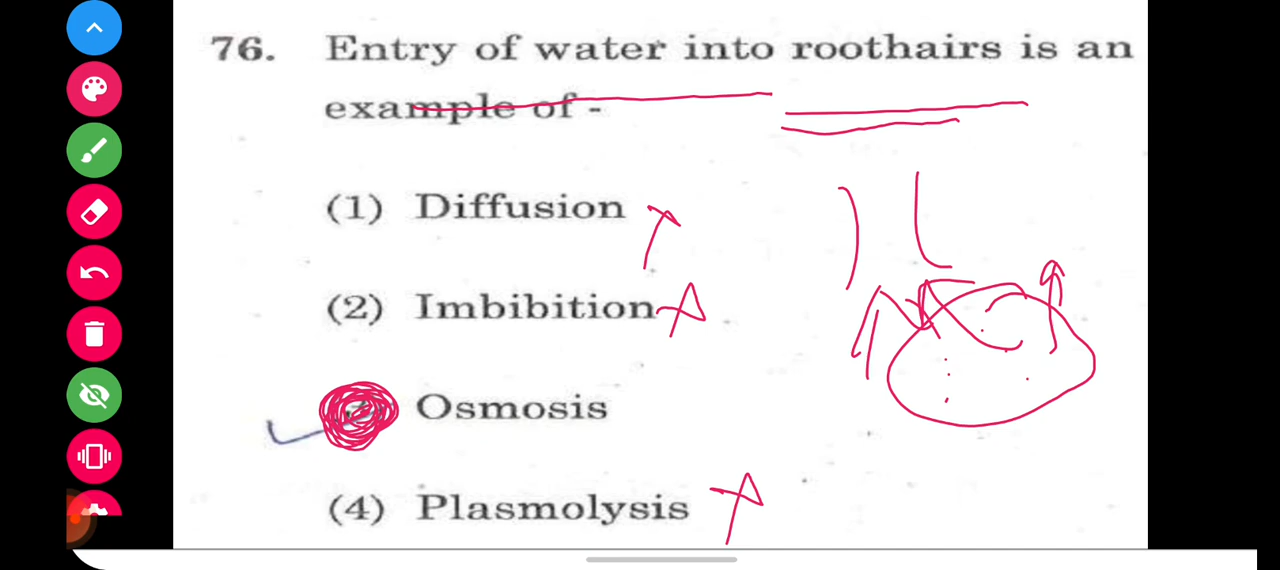 76. Entry of water into roothairs is an
example of -
(1) Diffusion
(2) Imbibition
Osmosis
(4) Plasmolysis